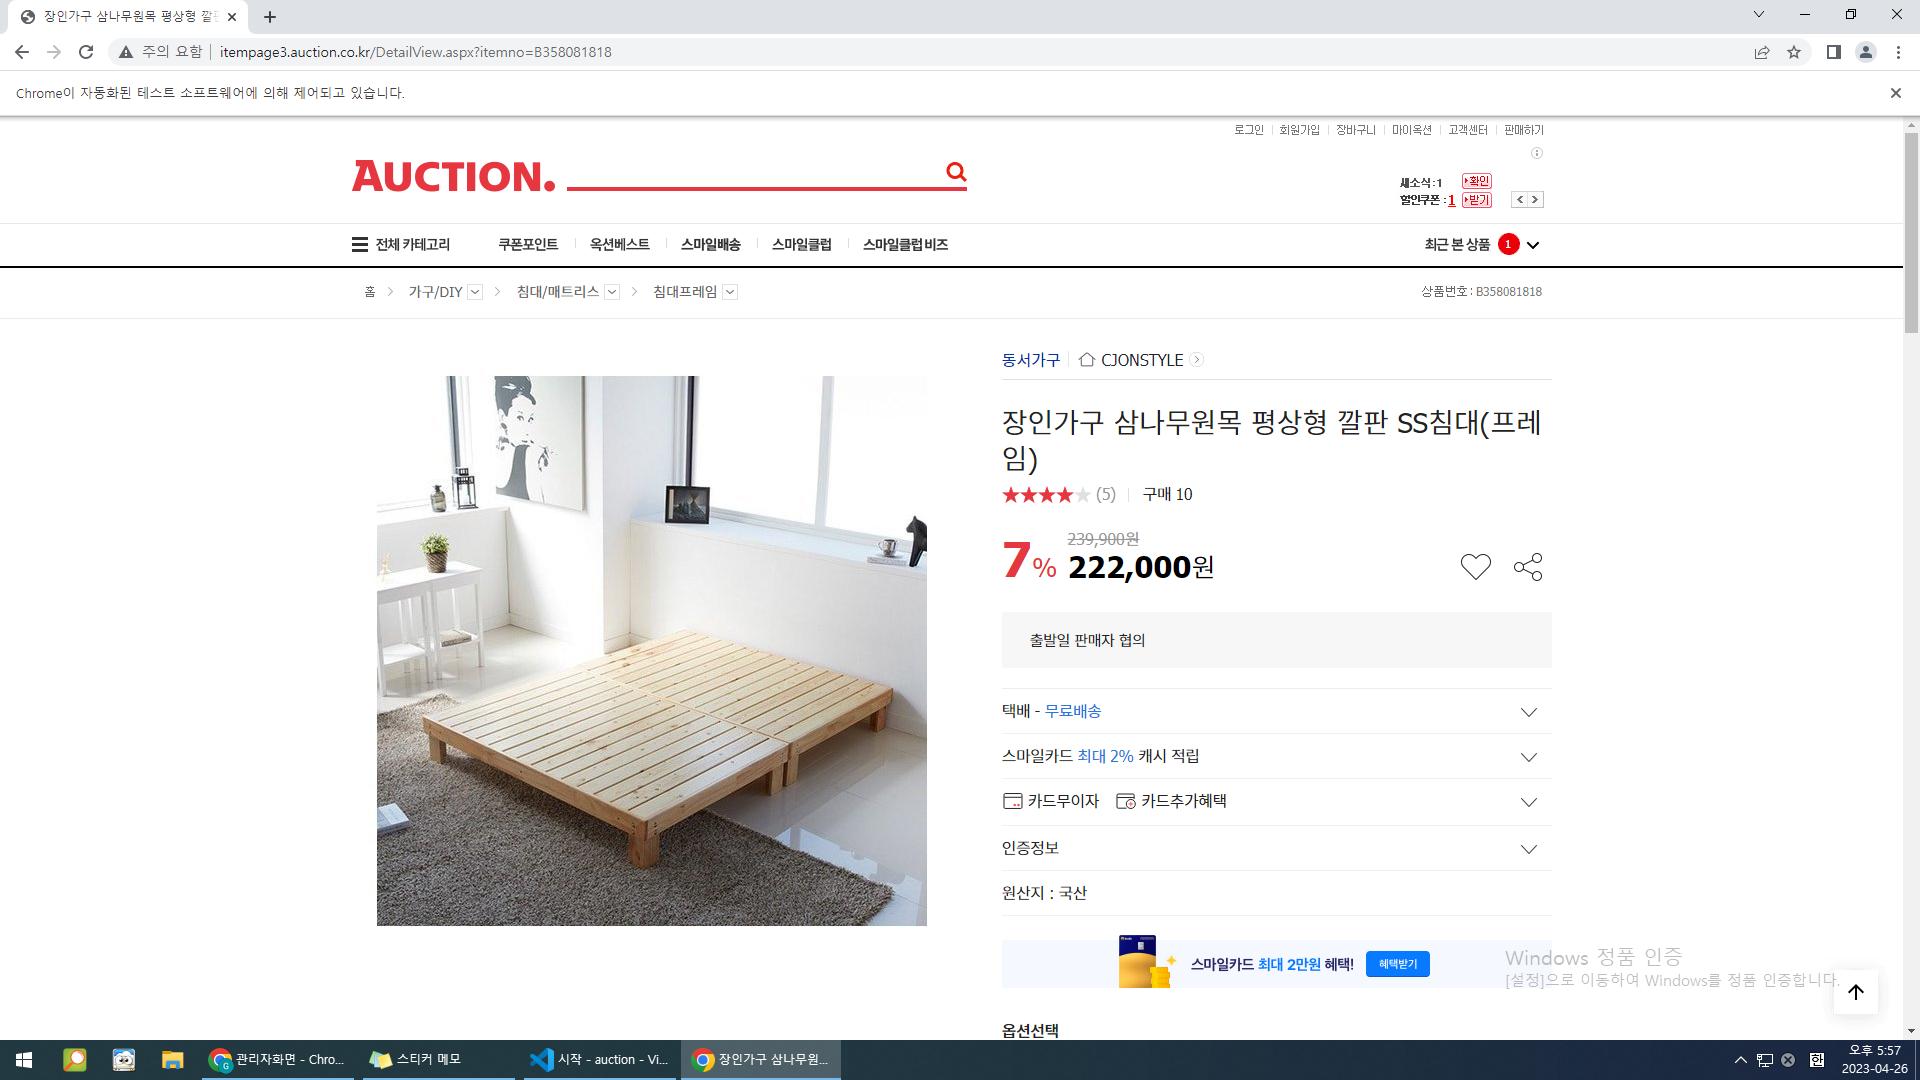 장인가구 삼나무원목 평상형 깔판
주의 요함
itempage3.auction.co.kr/DetailView.aspx?itemno=B358081818
Chrome이 자동화된 테스트 소프트웨어에 의해 제어되고 있습니다.
로그인 회원가입 장바구니 마이옥션 고객센터 판매하기
AUCTION.
새소식 : 1 확인
할인쿠폰 : 1 받기
전체 카테고리 쿠폰포인트 옥션베스트 스마일배송 스마일클럽 스마일클럽 비즈 최근 본 상품 1
홈 가구/DIY 침대/매트리스 침대프레임 상품번호 : B358081818
동서가구 CJONSTYLE
장인가구 삼나무원목 평상형 깔판 SS침대(프레
임)
(5) 구매 10
239,900원
7% 222,000원
출발일 판매자 협의
택배 - 무료배송
스마일카드 최대 2% 캐시 적립
카드무이자 카드추가혜택
인증정보
원산지 : 국산
스마일카드 최대 2만원 혜택! 혜택받기
Windows 정품 인증
[설정]으로 이동하여 Windows를 정품 인증합니다.
옵션선택
관리자화면 - Chro... 스티커 메모 시작 - auction - Vi... 장인가구 삼나무원...
한
오후 5:57
2023-04-26